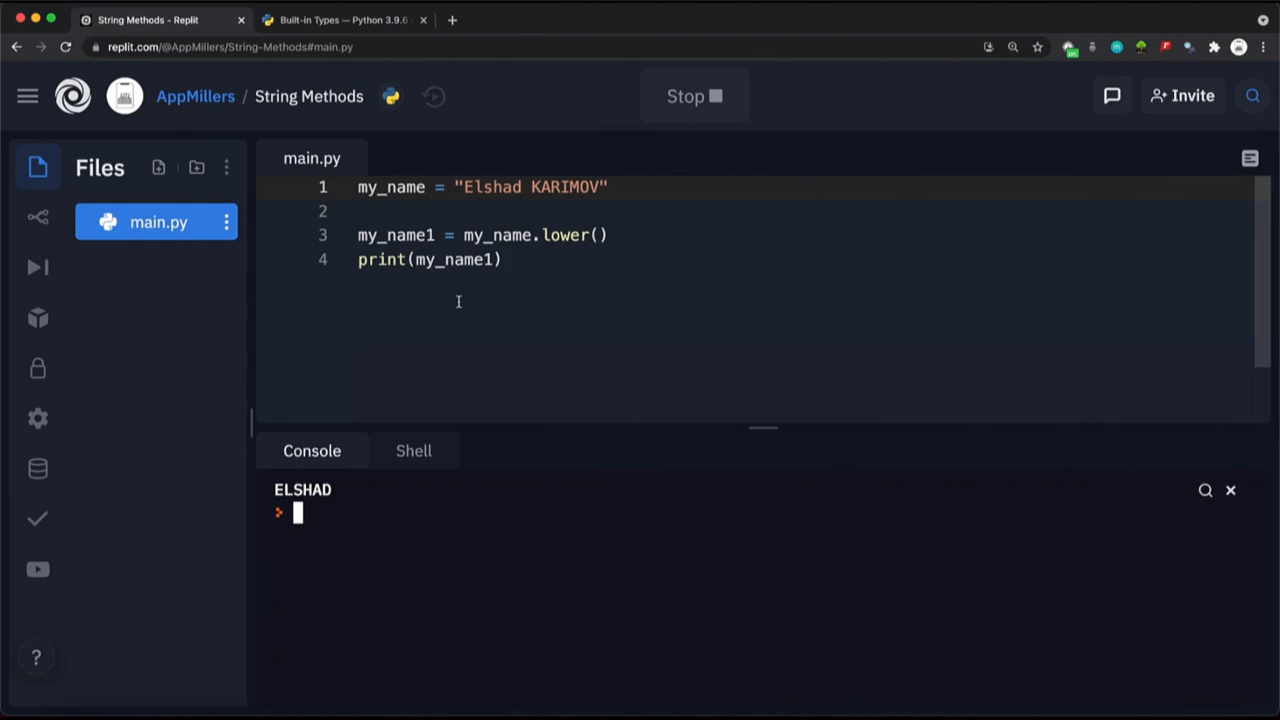 String Methods - Replit
Built-in Types — Python 3.9.6
replit.com/@AppMillers/String-Methods#main.py
AppMillers / String Methods
Stop
Invite
Files
main.py
main.py
1 my_name = "Elshad KARIMOV"
2
3 my_name1 = my_name.lower()
4 print(my_name1)
Console
Shell
ELSHAD
>
?